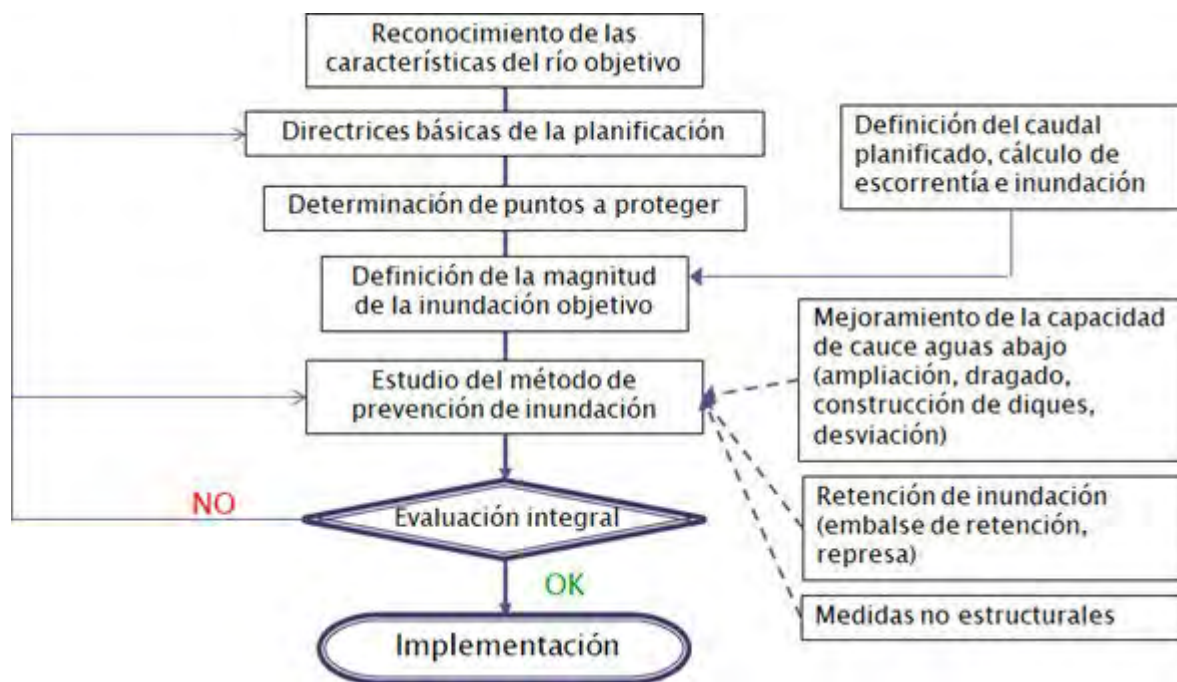 Reconocimiento de las
características del río objetivo
Directrices básicas de la planificación
Definición del caudal
planificado, cálculo de
escorrentía e inundación
Determinación de puntos a proteger
Definición de la magnitud
de la inundación objetivo
Mejoramiento de la capacidad
de cauce aguas abajo
(ampliación, dragado,
construcción de diques,
desviación)
Estudio del método de
prevención de inundación
NO
Evaluación integral
Retención de inundación
(embalse de retención,
represa)
OK
Medidas no estructurales
Implementación